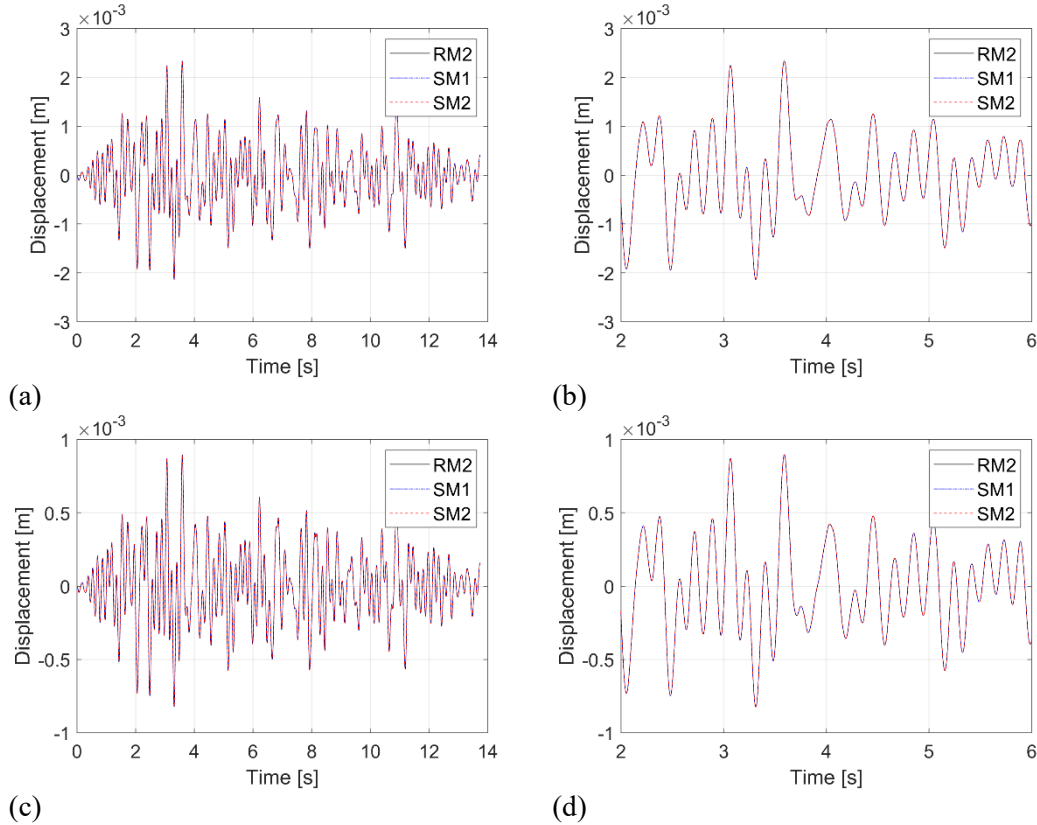 ×10⁻³
3
2
1
0
-1
-2
-3
Displacement [m]
RM2
SM1
SM2
0 2 4 6 8 10 12 14
Time [s]
(a)
×10⁻³
3
2
1
0
-1
-2
-3
Displacement [m]
RM2
SM1
SM2
2 3 4 5 6
Time [s]
(b)
×10⁻³
1
0.5
0
-0.5
-1
Displacement [m]
RM2
SM1
SM2
0 2 4 6 8 10 12 14
Time [s]
(c)
×10⁻³
1
0.5
0
-0.5
-1
Displacement [m]
RM2
SM1
SM2
2 3 4 5 6
Time [s]
(d)